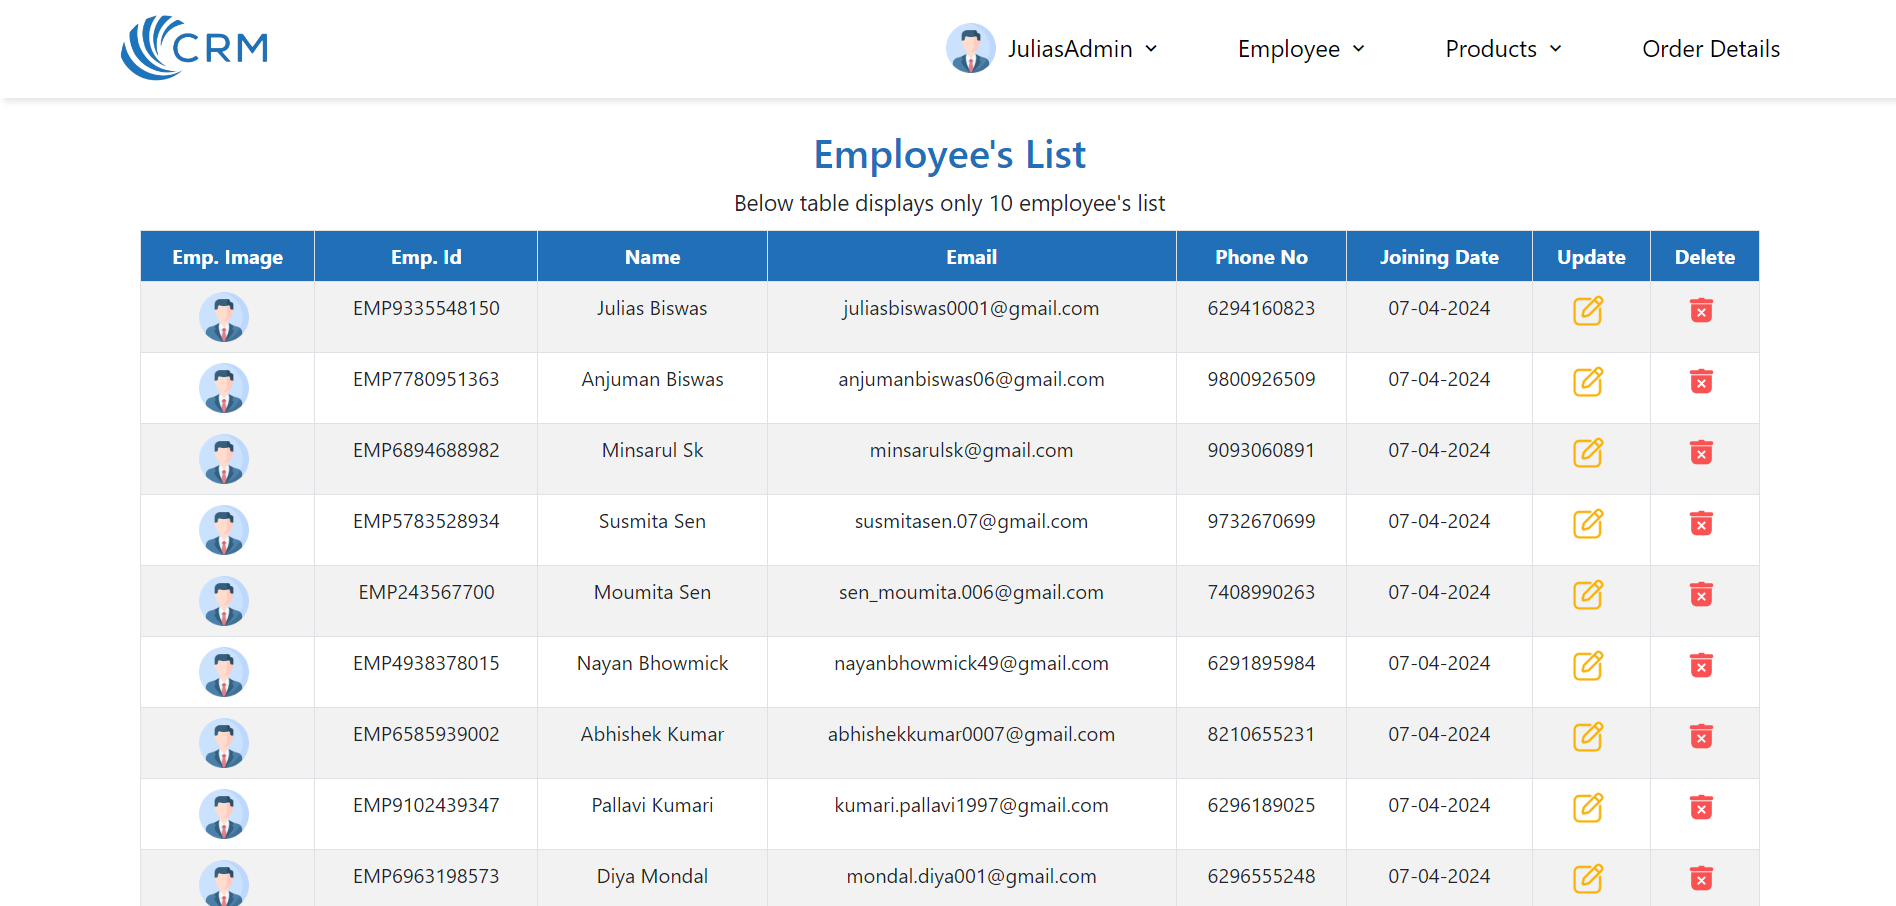 CRM JuliasAdmin Employee Products Order Details
Employee's List
Below table displays only 10 employee's list
Emp. Image Emp. Id Name Email Phone No Joining Date Update Delete
EMP9335548150 Julias Biswas juliasbiswas0001@gmail.com 6294160823 07-04-2024
EMP7780951363 Anjuman Biswas anjumanbiswas06@gmail.com 9800926509 07-04-2024
EMP6894688982 Minsarul Sk minsarulsk@gmail.com 9093060891 07-04-2024
EMP5783528934 Susmita Sen susmitasen.07@gmail.com 9732670699 07-04-2024
EMP243567700 Moumita Sen sen_moumita.006@gmail.com 7408990263 07-04-2024
EMP4938378015 Nayan Bhowmick nayanbhowmick49@gmail.com 6291895984 07-04-2024
EMP6585939002 Abhishek Kumar abhishekkumar0007@gmail.com 8210655231 07-04-2024
EMP9102439347 Pallavi Kumari kumari.pallavi1997@gmail.com 6296189025 07-04-2024
EMP6963198573 Diya Mondal mondal.diya001@gmail.com 6296555248 07-04-2024